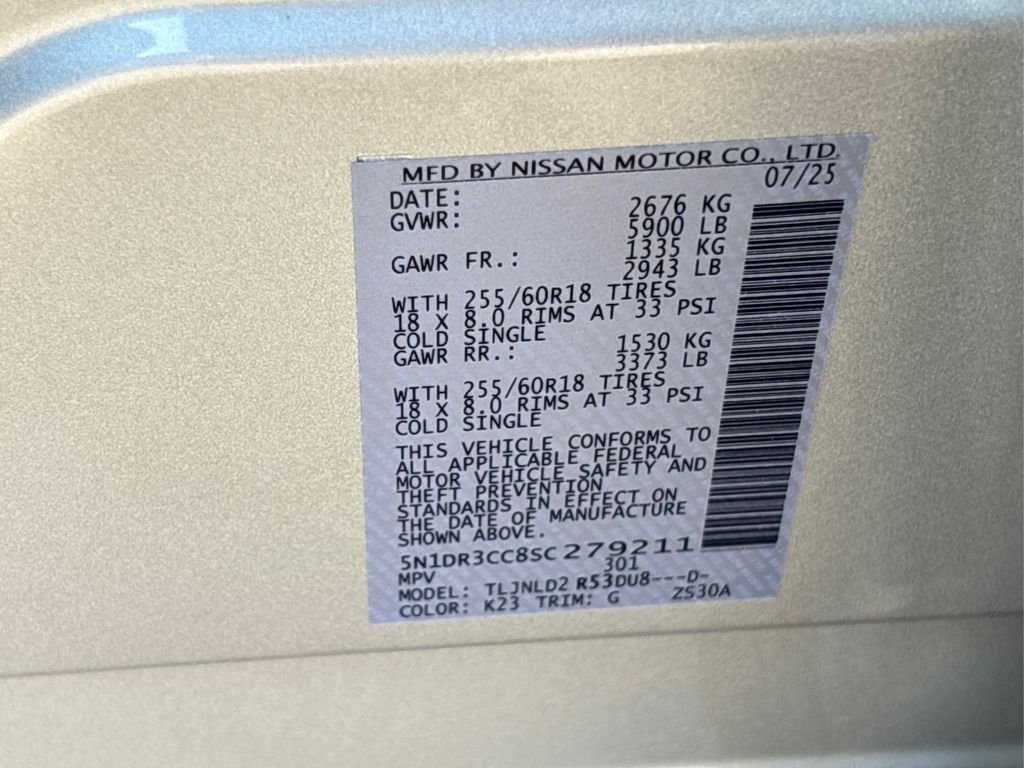 MFD BY NISSAN MOTOR CO., LTD.
DATE: 07/25
GVWR: 2676 KG
5900 LB
GAWR FR.: 1335 KG
2943 LB
WITH 255/60R18 TIRES
18 X 8.0 RIMS AT 33 PSI
COLD SINGLE
GAWR RR.: 1530 KG
3373 LB
WITH 255/60R18 TIRES
18 X 8.0 RIMS AT 33 PSI
COLD SINGLE
THIS VEHICLE CONFORMS TO
ALL APPLICABLE FEDERAL
MOTOR VEHICLE SAFETY AND
THEFT PREVENTION
STANDARDS IN EFFECT ON
THE DATE OF MANUFACTURE
SHOWN ABOVE.
5N1DR3CC8SC279211
MPV 301
MODEL: TLJNLD2 R53DU8---D-
COLOR: K23 TRIM: G ZS30A